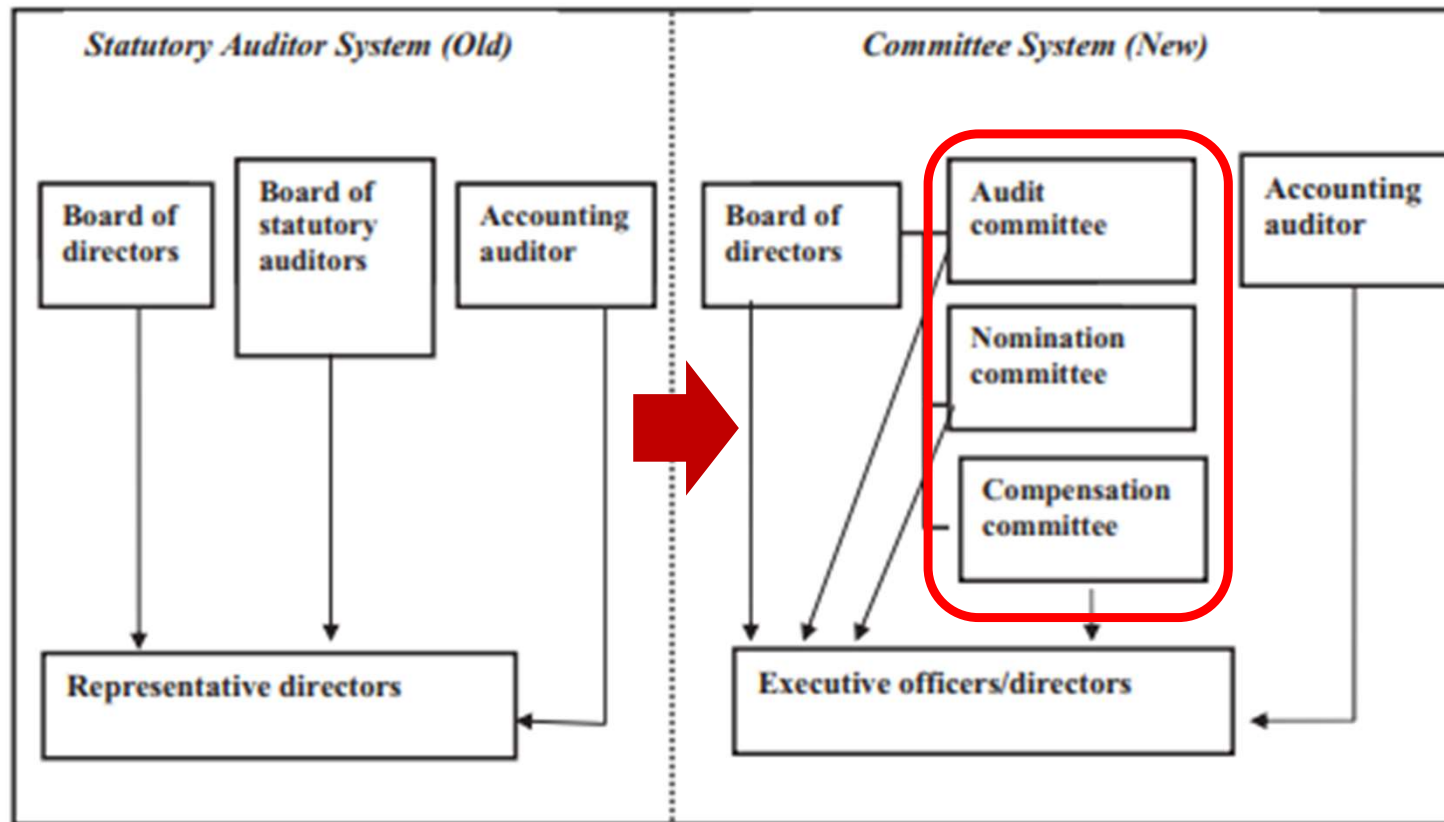 Statutory Auditor System (Old)
Board of
directors
Board of
statutory
auditors
Accounting
auditor
Representative directors
Committee System (New)
Board of
directors
Audit
committee
Nomination
committee
Compensation
committee
Accounting
auditor
Executive officers/directors